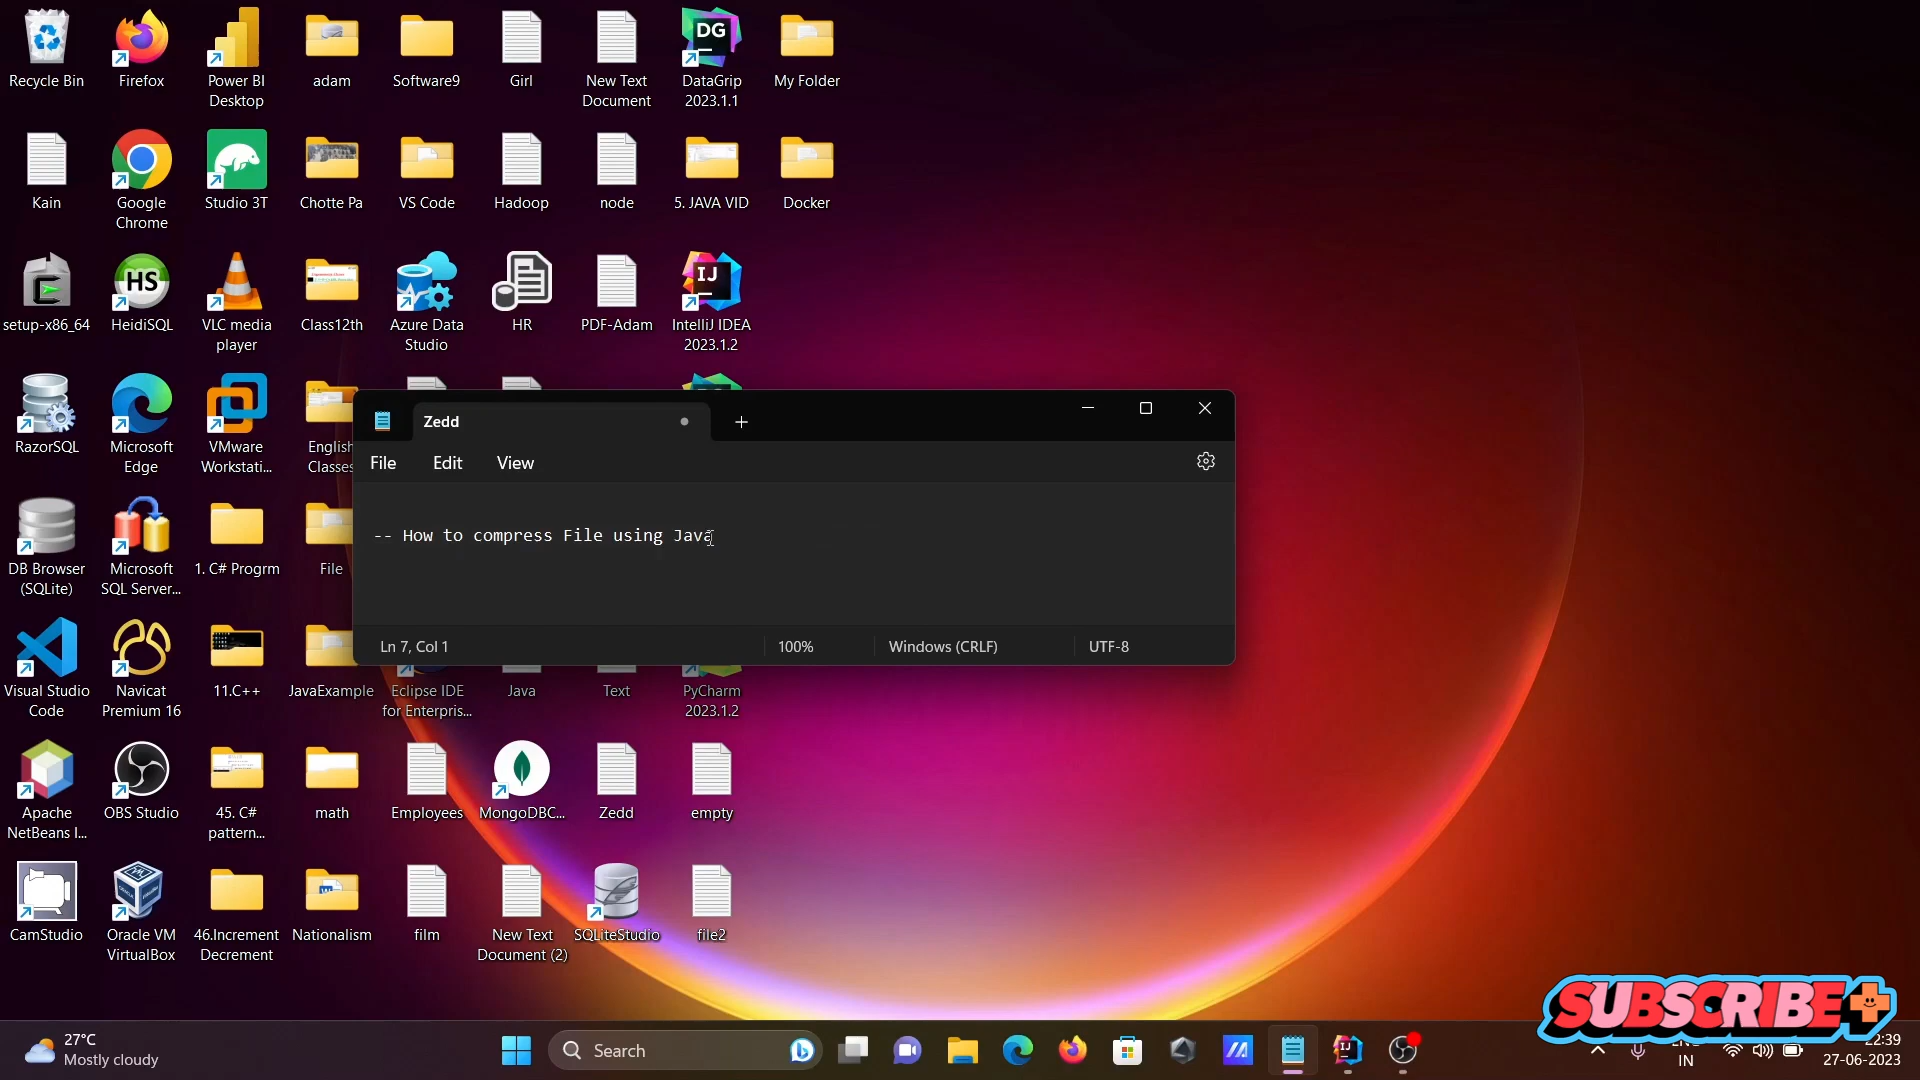 Recycle Bin
Firefox
Power BI
Desktop
adam
Software9
Girl
New Text
Document
DG
DataGrip
2023.1.1
My Folder
Kain
Google
Chrome
Studio 3T
Chotte Pa
VS Code
Hadoop
node
5. JAVA VID
Docker
setup-x86_64
HS
HeidiSQL
VLC media
player
Class12th
Azure Data
Studio
HR
PDF-Adam
IJ
IntelliJ IDEA
2023.1.2
RazorSQL
Microsoft
Edge
VMware
Workstati...
English
Classes
Zedd
File
Edit
View
-- How to compress File using Java
Ln 7, Col 1
100%
Windows (CRLF)
UTF-8
DB Browser
(SQLite)
Microsoft
SQL Server...
1. C# Progrm
File
Visual Studio
Code
Navicat
Premium 16
11.C++
JavaExample
Eclipse IDE
for Enterpris...
Java
Text
PyCharm
2023.1.2
Apache
NetBeans I...
OBS Studio
45. C#
pattern...
math
Employees
MongoDBC...
Zedd
empty
CamStudio
Oracle VM
VirtualBox
46.Increment
Decrement
Nationalism
film
New Text
Document (2)
SQLiteStudio
file2
SUBSCRIBE
27°C
Mostly cloudy
Search
IN
22:39
27-06-2023